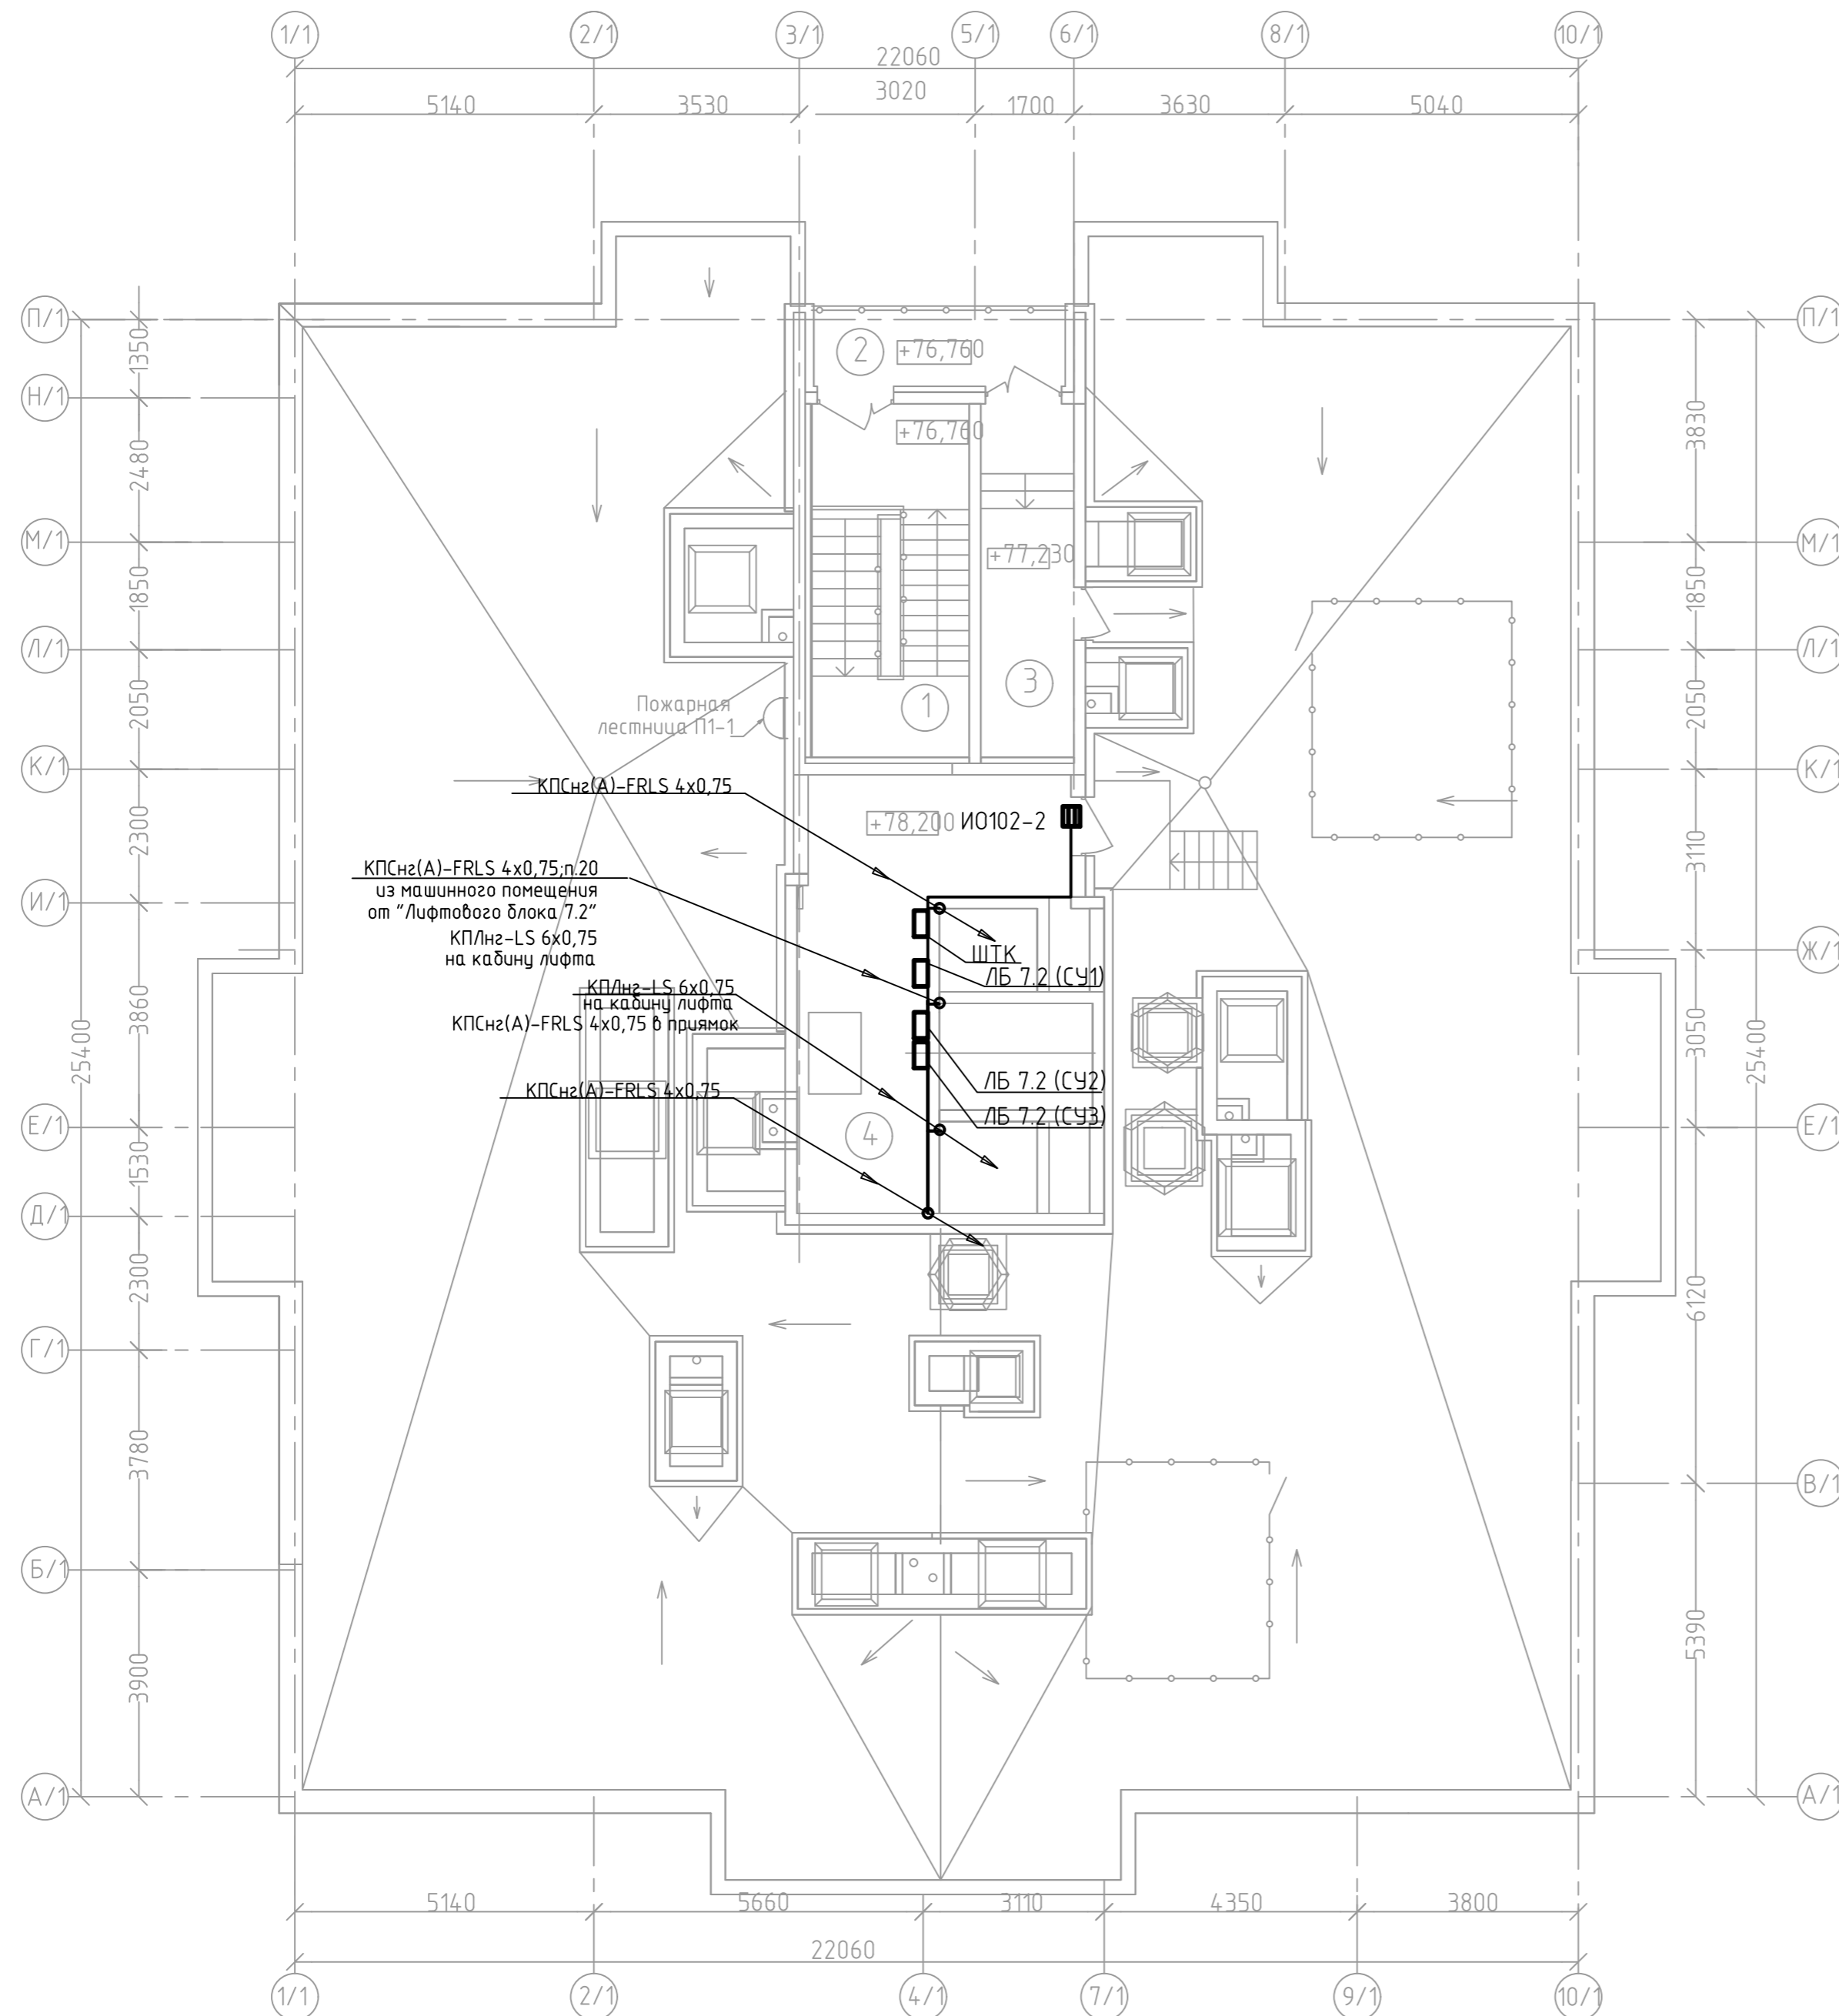 1/1
2/1
3/1
5/1
6/1
8/1
10/1
22060
5140
3530
3020
1700
3630
5040
П/1
Н/1
М/1
Л/1
К/1
И/1
Е/1
Д/1
Г/1
Б/1
А/1
1350
2480
1850
2050
2300
3860
1530
2300
3780
3900
25400
2
+76,760
+76,760
+77,230
3
1
Пожарная
лестница П1-1
КПСнг(А)-FRLS 4х0,75
+78,200
ИО102-2
КПСнг(А)-FRLS 4х0,75;п.20
из машинного помещения
от "Лифтового блока 7.2"
КПЛнг-LS 6х0,75
на кабину лифта
ШТК
ЛБ 7.2 (СУ1)
КПЛнг-LS 6х0,75
на кабину лифта
КПСнг(А)-FRLS 4х0,75 в приямок
ЛБ 7.2 (СУ2)
КПСнг(А)-FRLS 4х0,75
ЛБ 7.2 (СУ3)
4
П/1
М/1
Л/1
К/1
Ж/1
Е/1
В/1
А/1
3830
1850
2050
3110
3050
6120
5390
25400
5140
5660
3110
4350
3800
22060
1/1
2/1
4/1
7/1
9/1
10/1